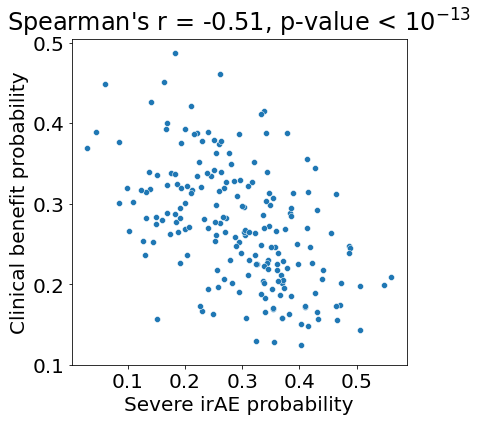 Spearman's r = -0.51, p-value < 10⁻¹³
Clinical benefit probability
0.5
0.4
0.3
0.2
0.1
0.1 0.2 0.3 0.4 0.5
Severe irAE probability